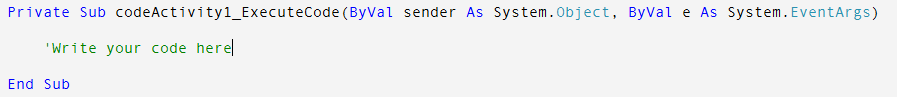 Private Sub codeActivity1_ExecuteCode(ByVal sender As System.Object, ByVal e As System.EventArgs)
'Write your code here
End Sub